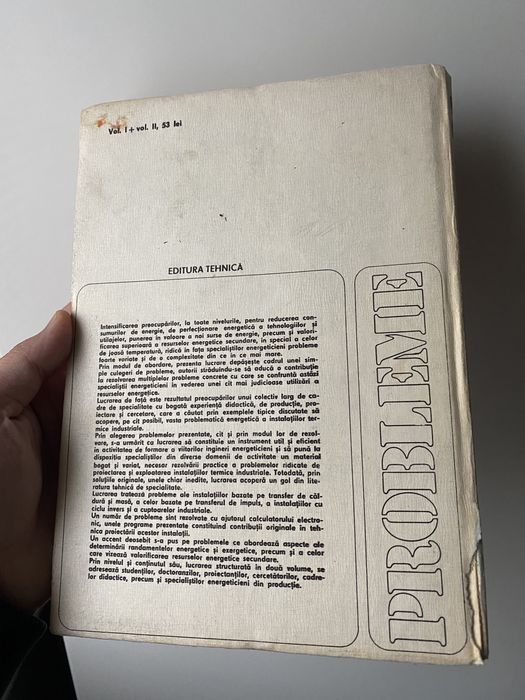 Vol. I + vol. II, 53 lei
EDITURA TEHNICĂ
Intensificarea preocupărilor, la toate nivelurile, pentru reducerea con-
sumurilor de energie, de perfecționare energetică a tehnologiilor și
utilajelor, punerea în valoare a noi surse de energie, precum și valori-
ficarea superioară a resurselor energetice secundare, în special a celor
de joasă temperatură, ridică în fața specialiștilor energeticieni probleme
foarte variate și de o complexitate din ce în ce mai mare.
Prin modul de abordare, prezenta lucrare depășește cadrul unei sim-
ple culegeri de probleme, autorii străduindu-se să aducă o contribuție
la rezolvarea multiplelor probleme concrete cu care se confruntă astăzi
specialiștii energeticieni în vederea unei cît mai judicioase utilizări a
resurselor energetice.
Lucrarea de față este rezultatul preocupărilor unui colectiv larg de ca-
dre de specialitate cu bogată experiență didactică, de producție, pro-
iectare și cercetare, care a căutat prin exemplele tipice discutate să
acopere, pe cît posibil, vasta problematică energetică a instalațiilor ter-
mice industriale.
Prin alegerea problemelor prezentate, cît și prin modul lor de rezol-
vare, s-a urmărit ca lucrarea să constituie un instrument util și eficient
în activitatea de formare a viitorilor ingineri energeticieni și să pună la
dispoziția specialiștilor din diverse domenii de activitate un material
bogat și variat, necesar rezolvării practice a problemelor ridicate de
proiectarea și exploatarea instalațiilor termice industriale. Totodată, prin
soluțiile originale, unele chiar inedite, lucrarea acoperă un gol din lite-
ratura tehnică de specialitate.
Lucrarea tratează probleme ale instalațiilor bazate pe transfer de căl-
dură și masă, a celor bazate pe transferul de impuls, a instalațiilor cu
ciclu invers și a cuptoarelor industriale.
Un număr de probleme sînt rezolvate cu ajutorul calculatorului electro-
nic, unele programe prezentate constituind contribuții originale în teh-
nica proiectării acestor instalații.
Un accent deosebit s-a pus pe problemele ce abordează aspecte ale
determinării randamentelor energetice și exergetice, precum și a celor
care vizează valorificarea resurselor energetice secundare.
Prin nivelul și conținutul său, lucrarea structurată în două volume, se
adresează studenților, doctoranzilor, proiectanților, cercetătorilor, cadre-
lor didactice, precum și specialiștilor energeticieni din producție.
PROBLEME